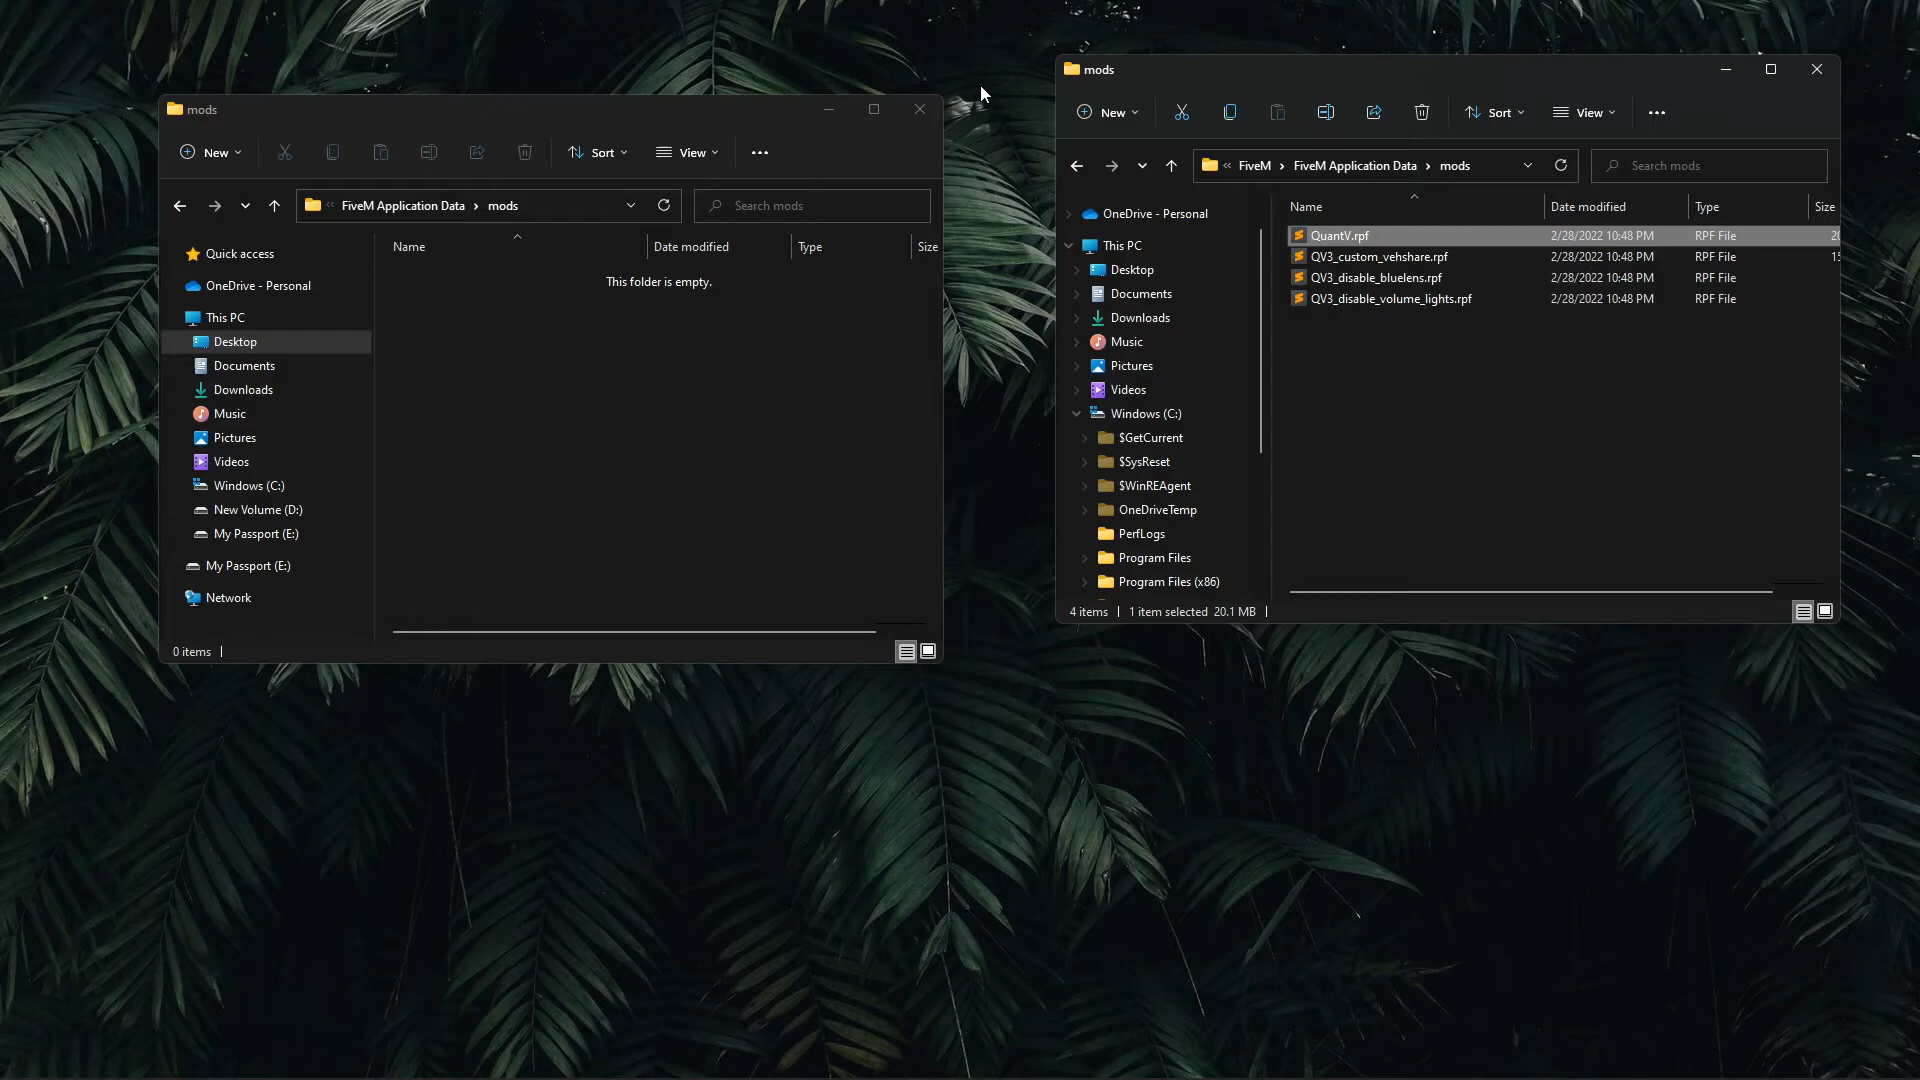 mods
New
Sort
View
FiveM Application Data > mods
Search mods
Name
Date modified
Type
Size
This folder is empty.
Quick access
OneDrive - Personal
This PC
Desktop
Documents
Downloads
Music
Pictures
Videos
Windows (C:)
New Volume (D:)
My Passport (E:)
My Passport (E:)
Network
0 items
mods
New
Sort
View
FiveM > FiveM Application Data > mods
Search mods
OneDrive - Personal
This PC
Desktop
Documents
Downloads
Music
Pictures
Videos
Windows (C:)
$GetCurrent
$SysReset
$WinREAgent
OneDriveTemp
PerfLogs
Program Files
Program Files (x86)
Name Date modified Type Size
QuantV.rpf 2/28/2022 10:48 PM RPF File
QV3_custom_vehshare.rpf 2/28/2022 10:48 PM RPF File
QV3_disable_bluelens.rpf 2/28/2022 10:48 PM RPF File
QV3_disable_volume_lights.rpf 2/28/2022 10:48 PM RPF File
4 items 1 item selected 20.1 MB